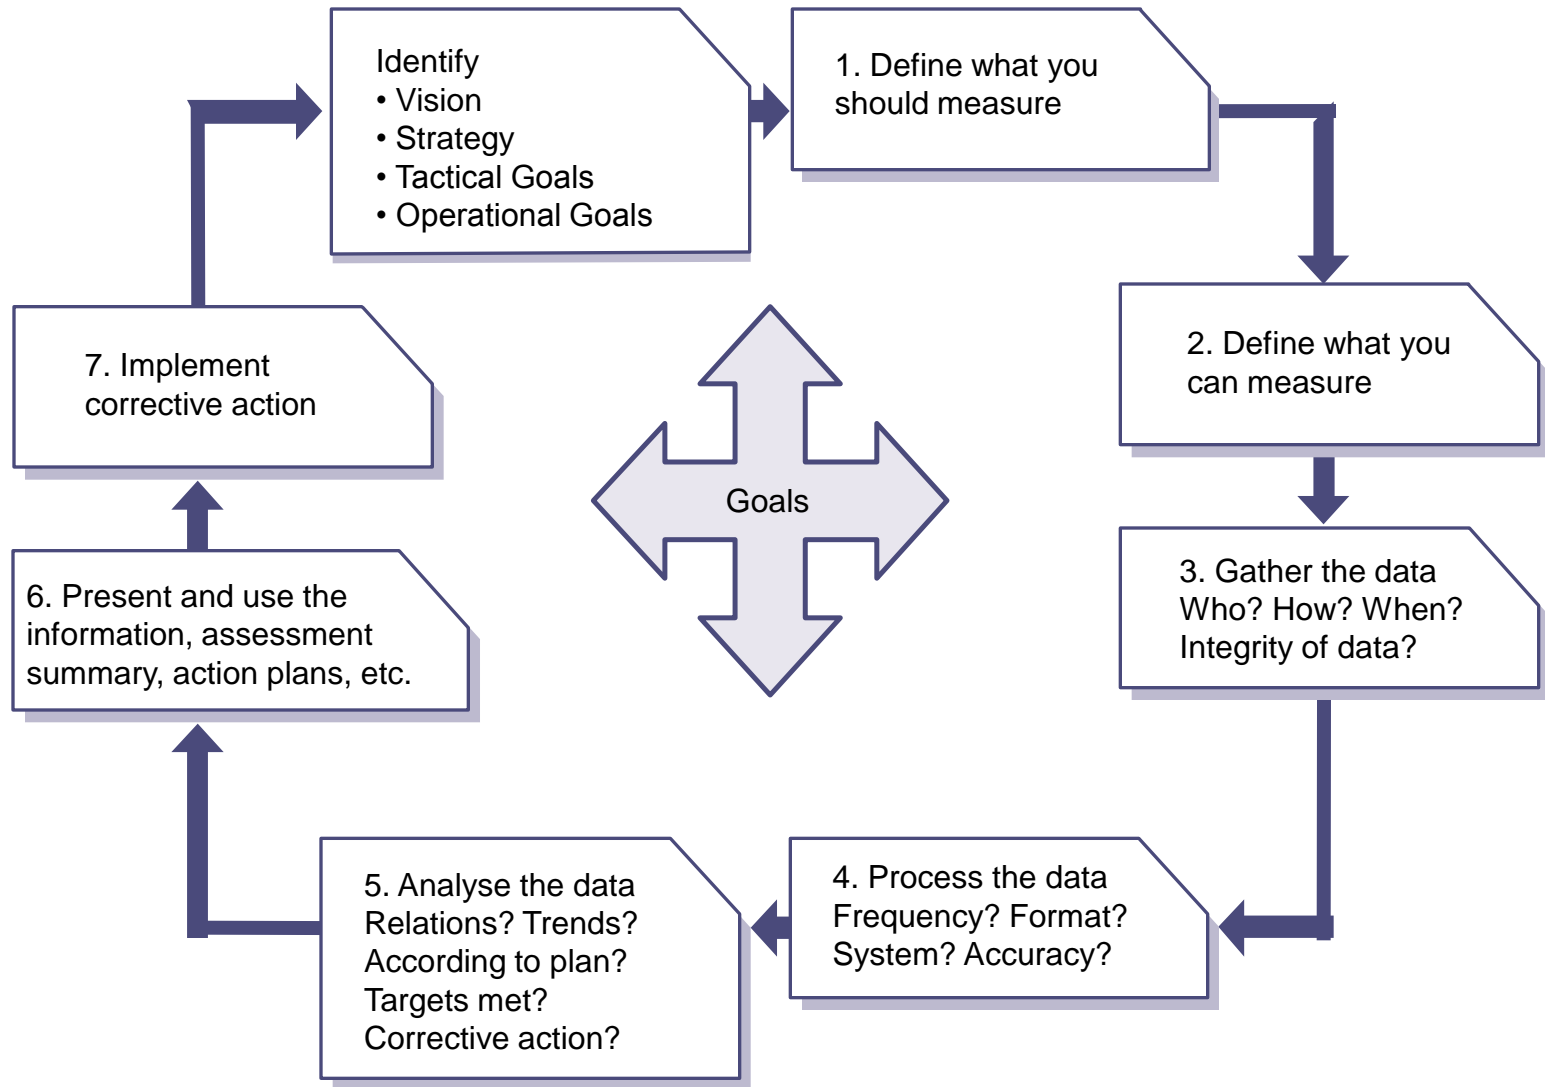 Identify
• Vision
• Strategy
• Tactical Goals
• Operational Goals
1. Define what you
should measure
2. Define what you
can measure
3. Gather the data
Who? How? When?
Integrity of data?
4. Process the data
Frequency? Format?
System? Accuracy?
5. Analyse the data
Relations? Trends?
According to plan?
Targets met?
Corrective action?
6. Present and use the
information, assessment
summary, action plans, etc.
7. Implement
corrective action
Goals